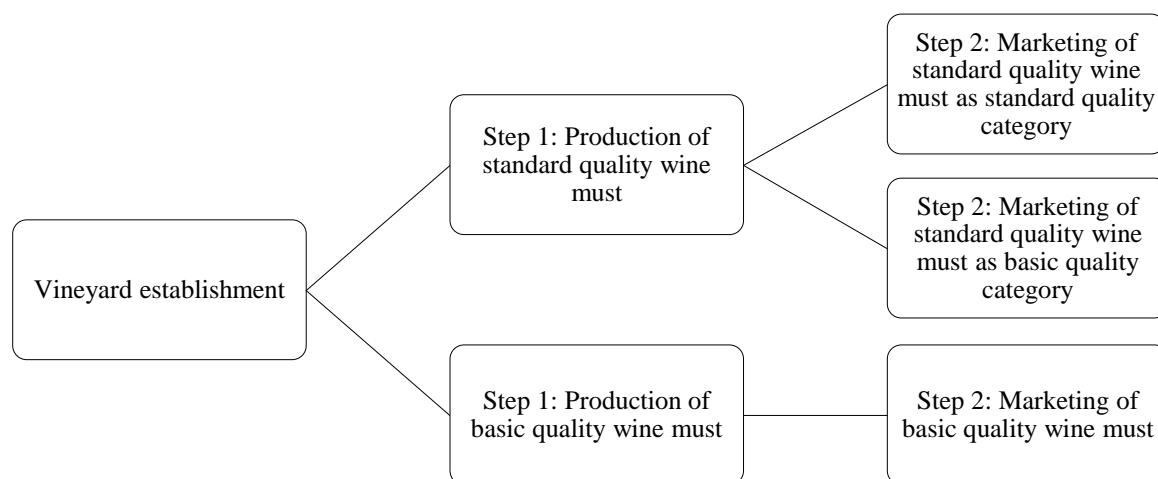 Vineyard establishment
Step 1: Production of
standard quality wine
must
Step 1: Production of
basic quality wine must
Step 2: Marketing of
standard quality wine
must as standard quality
category
Step 2: Marketing of
standard quality wine
must as basic quality
category
Step 2: Marketing of
basic quality wine must